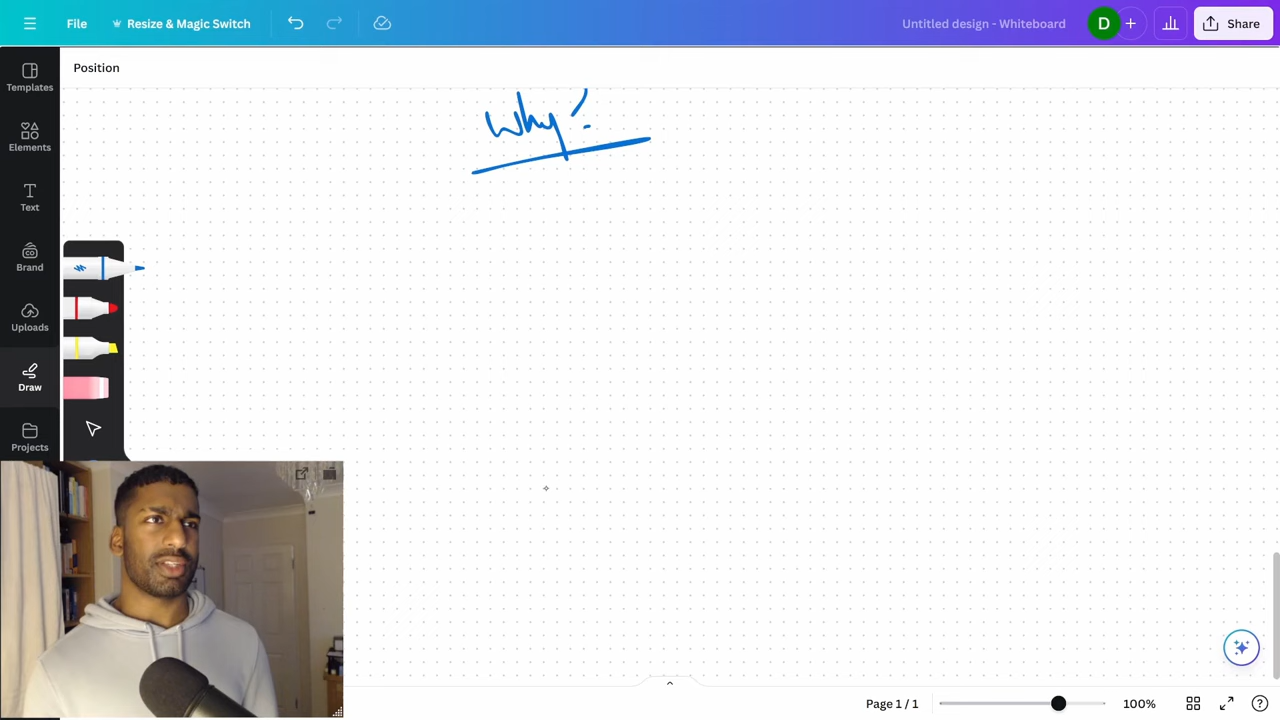 File
Resize & Magic Switch
Untitled design - Whiteboard
D
Share
Position
Templates
Elements
Text
CO
Brand
Uploads
Draw
Projects
why?
Page 1 / 1
100%